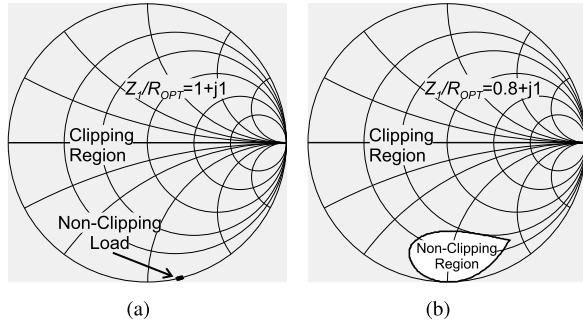 Z1/ROPT=1+j1
Clipping
Region
Non-Clipping
Load
(a)
Z1/ROPT=0.8+j1
Clipping
Region
Non-Clipping
Region
(b)